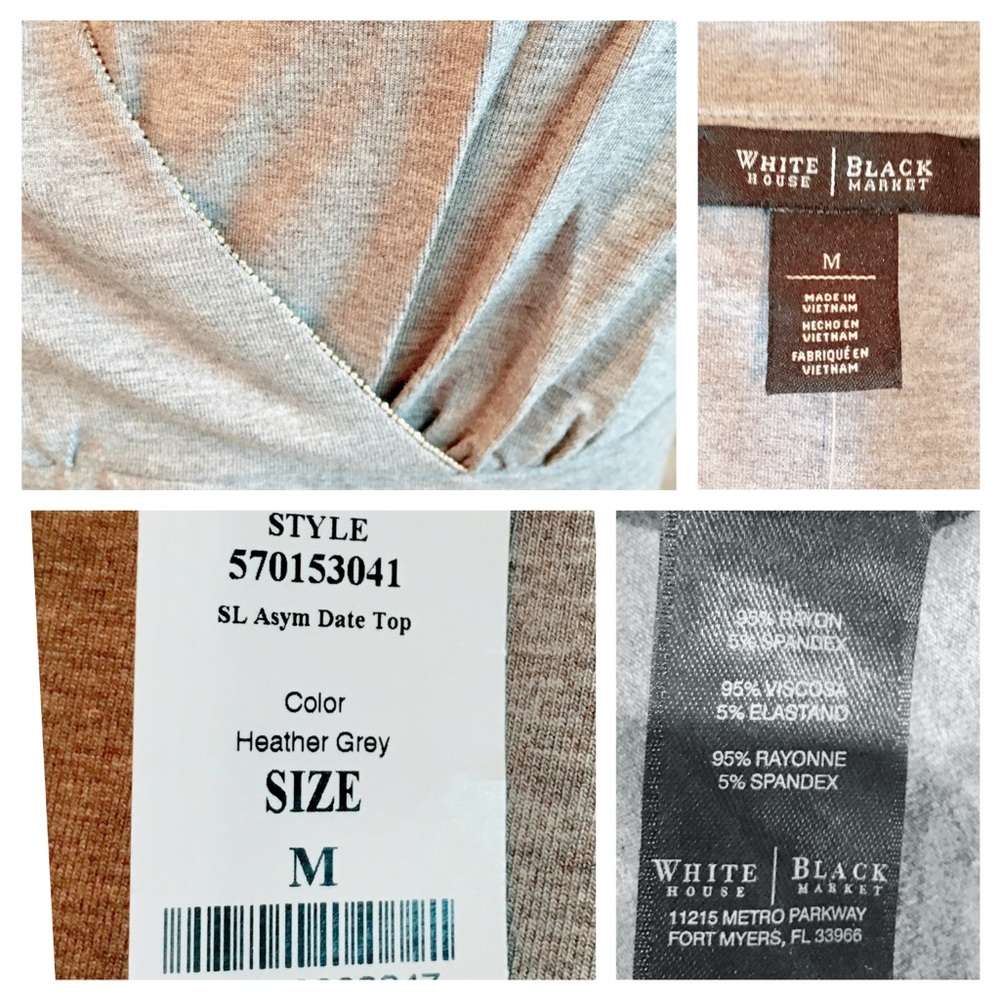 WHITE HOUSE | BLACK MARKET
M
MADE IN
VIETNAM
HECHO EN
VIETNAM
FABRIQUÉ EN
VIETNAM
STYLE
570153041
SL Asym Date Top
Color
Heather Grey
SIZE
M
95% RAYON
5% SPANDEX
95% VISCOSA
5% ELASTANO
95% RAYONNE
5% SPANDEX
WHITE HOUSE | BLACK MARKET
11215 METRO PARKWAY
FORT MYERS, FL 33966